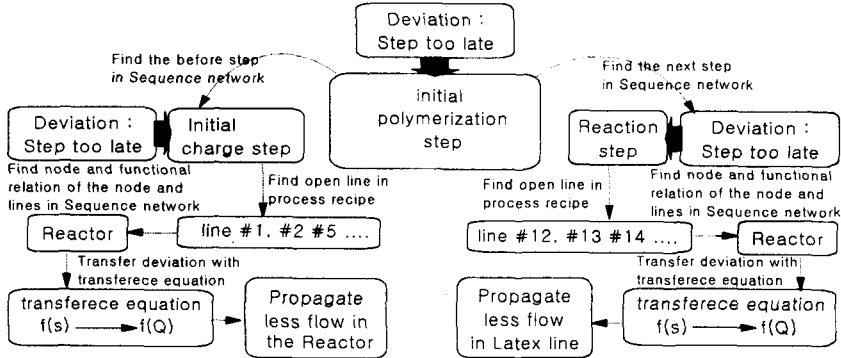 Deviation :
Step too late
Find the before step
in Sequence network
initial
polymerization
step
Find the next step
in Sequence network
Deviation :
Step too late
Initial
charge step
Reaction
step
Deviation :
Step too late
Find node and functional
relation of the node and
lines in Sequence network
Find open line in
process recipe
Find open line in
process recipe
Find node and functional
relation of the node and
lines in Sequence network
Reactor
line #1, #2 #5 ....
line #12, #13 #14 ....
Reactor
Transfer deviation with
transferece equation
Transfer deviation with
transferece equation
transferece equation
f(s) f(Q)
Propagate
less flow in
the Reactor
Propagate
less flow
in Latex line
transferece equation
f(s) f(Q)